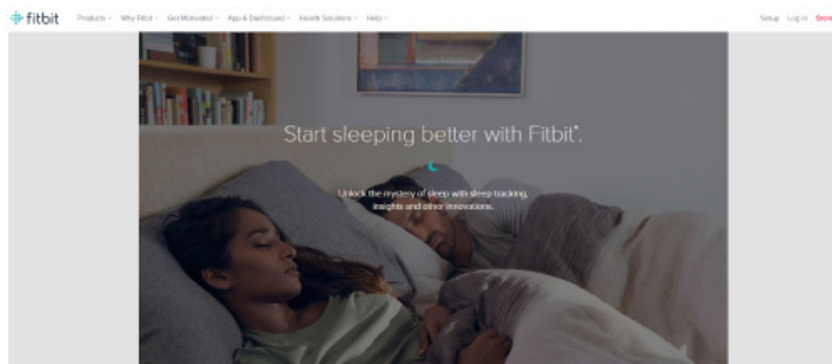 fitbit
Products Why Fitbit Get Motivated App & Dashboard Health Solutions Help
Setup Log in Store
Start sleeping better with Fitbit®.
Unlock the mystery of sleep with sleep tracking,
insights and other innovations.